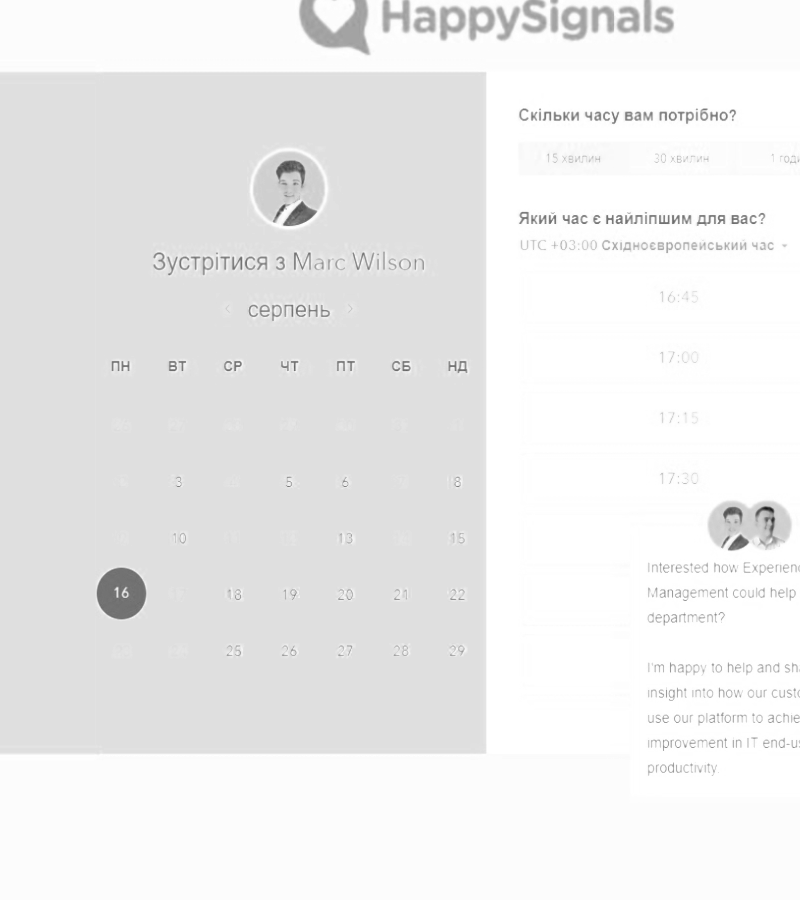 HappySignals
Зустрітися з Marc Wilson
серпень
ПН ВТ СР ЧТ ПТ СБ НД
3 5 6 8
10 13 15
16 18 19 20 21 22
25 26 27 28 29
Скільки часу вам потрібно?
15 хвилин 30 хвилин 1 годи
Який час є найліпшим для вас?
UTC +03:00 Східноєвропейський час
16:45
17:00
17:15
17:30
Interested how Experienc
Management could help
department?
I'm happy to help and sha
insight into how our custo
use our platform to achie
improvement in IT end-us
productivity